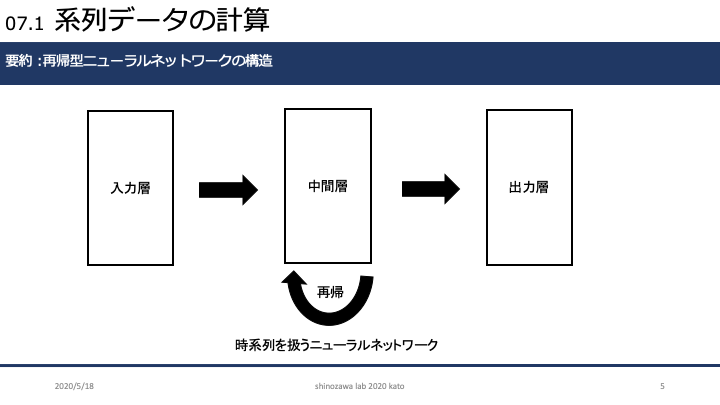 07.1 系列データの計算
要約 :再帰型ニューラルネットワークの構造
入力層
中間層
出力層
再帰
時系列を扱うニューラルネットワーク
2020/5/18
shinozawa lab 2020 kato
5